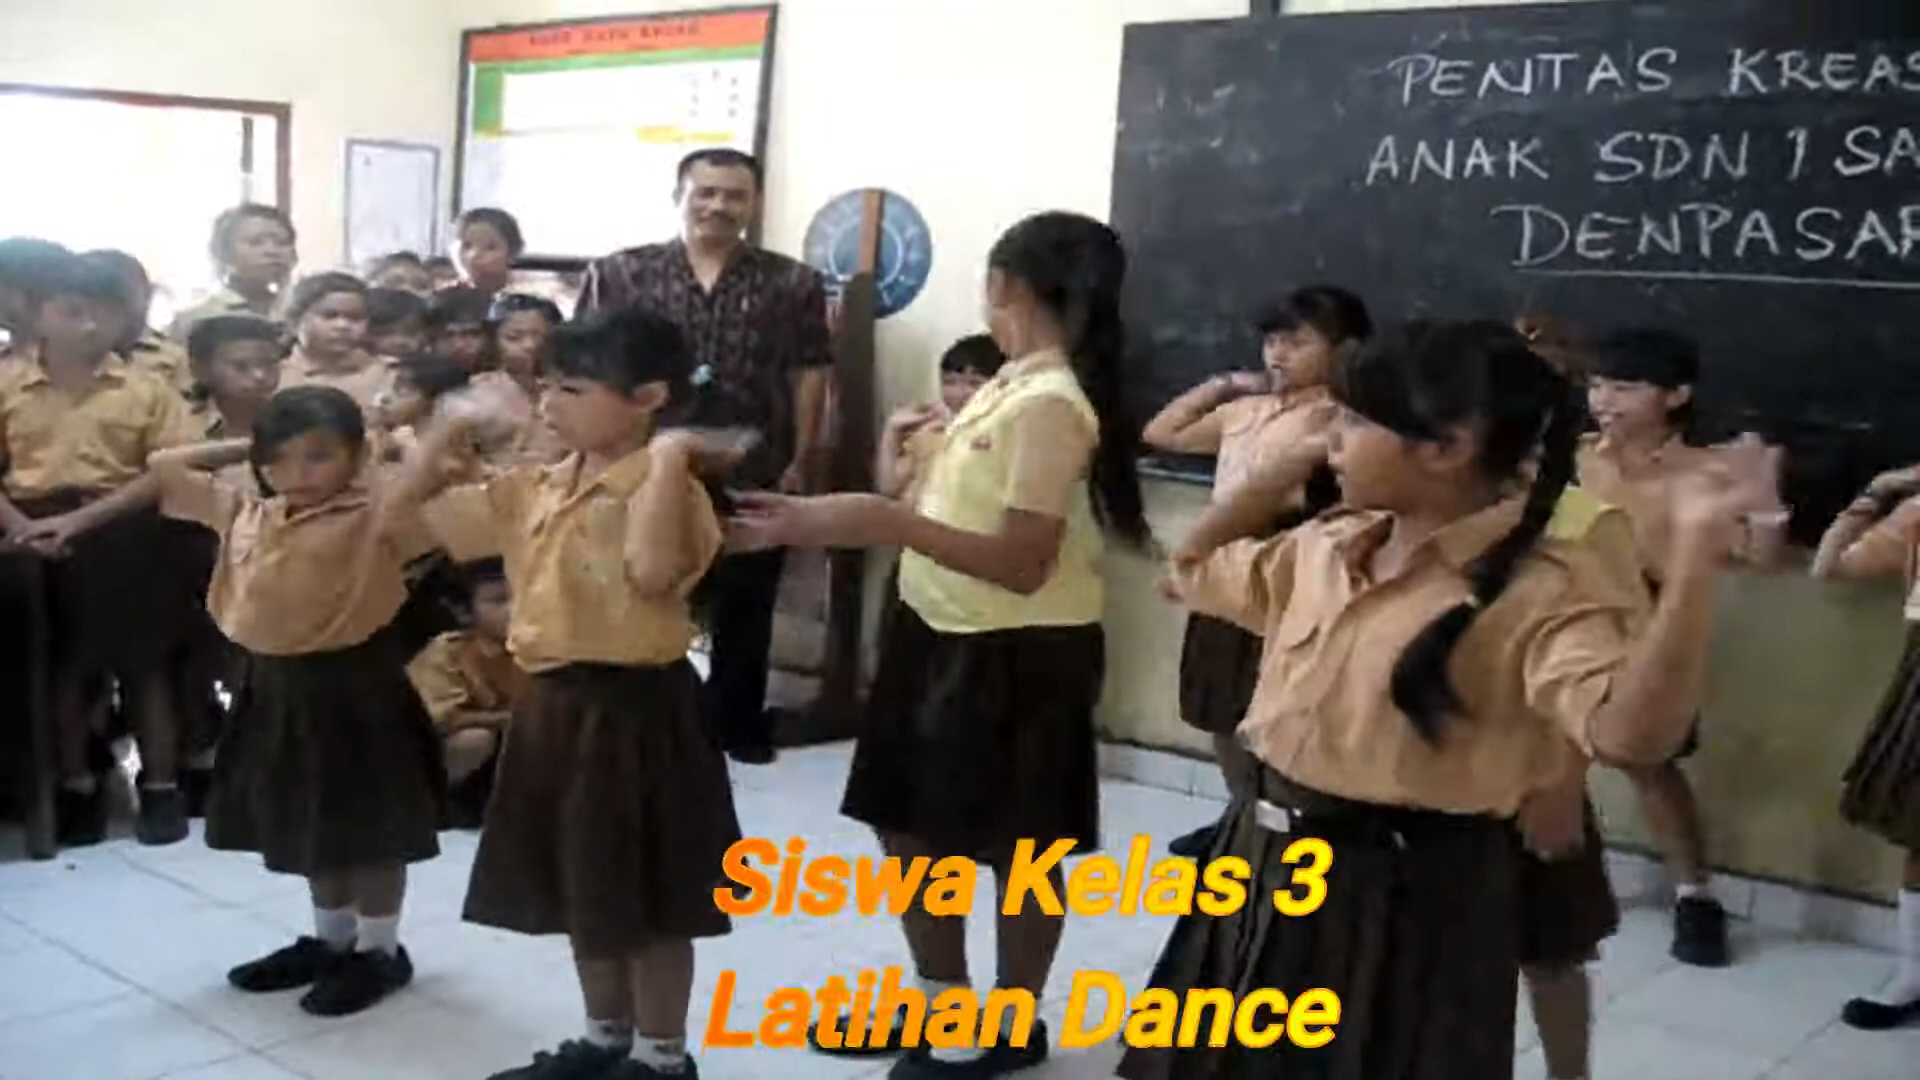 PENTAS KREAS
ANAK SDN 1 SA
DENPASAR
Siswa Kelas 3
Latihan Dance